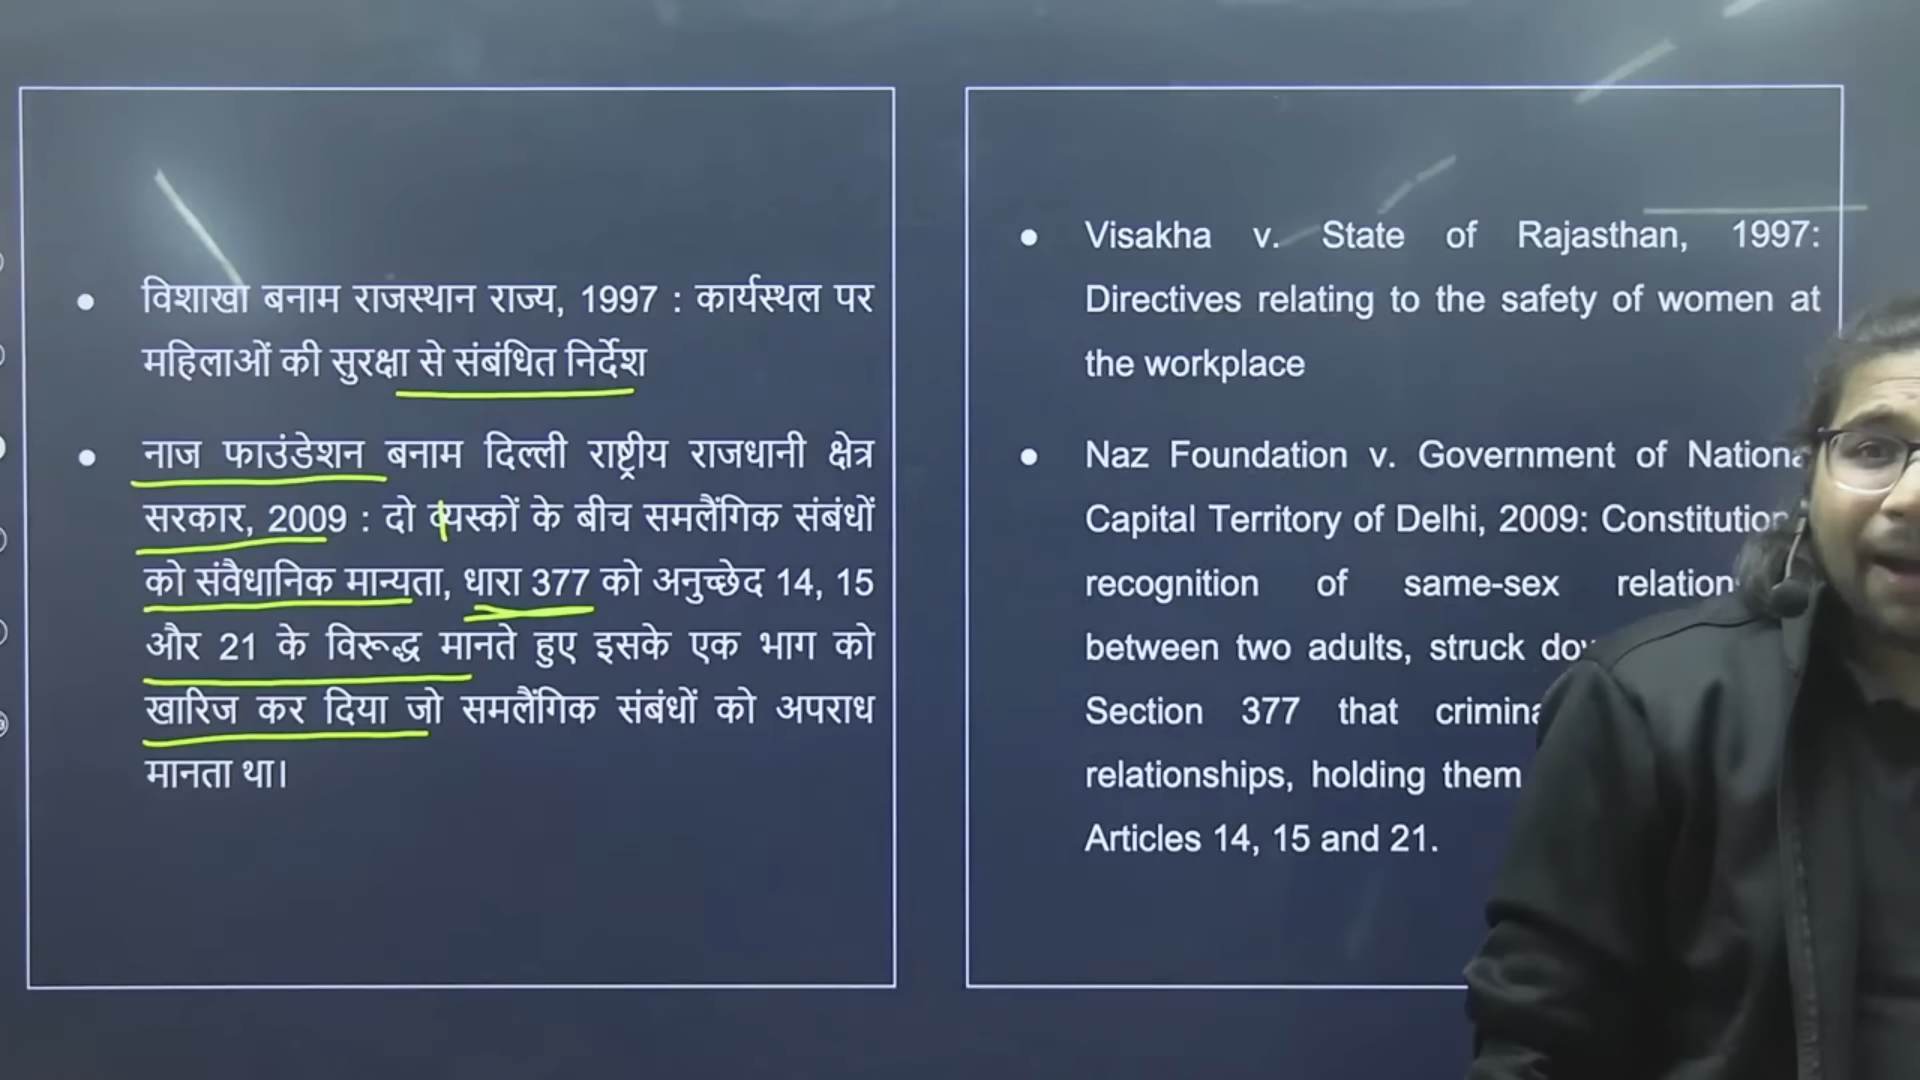 विशाखा बनाम राजस्थान राज्य, 1997 : कार्यस्थल पर
महिलाओं की सुरक्षा से संबंधित निर्देश
नाज फाउंडेशन बनाम दिल्ली राष्ट्रीय राजधानी क्षेत्र
सरकार, 2009 : दो वयस्कों के बीच समलैंगिक संबंधों
को संवैधानिक मान्यता, धारा 377 को अनुच्छेद 14, 15
और 21 के विरूद्ध मानते हुए इसके एक भाग को
खारिज कर दिया जो समलैंगिक संबंधों को अपराध
मानता था।
Visakha v. State of Rajasthan, 1997:
Directives relating to the safety of women at
the workplace
Naz Foundation v. Government of
Capital Territory of Delhi, 2009:
recognition of same-sex
between two adults, struck
Section 377 that
relationships, holding them
Articles 14, 15 and 21.